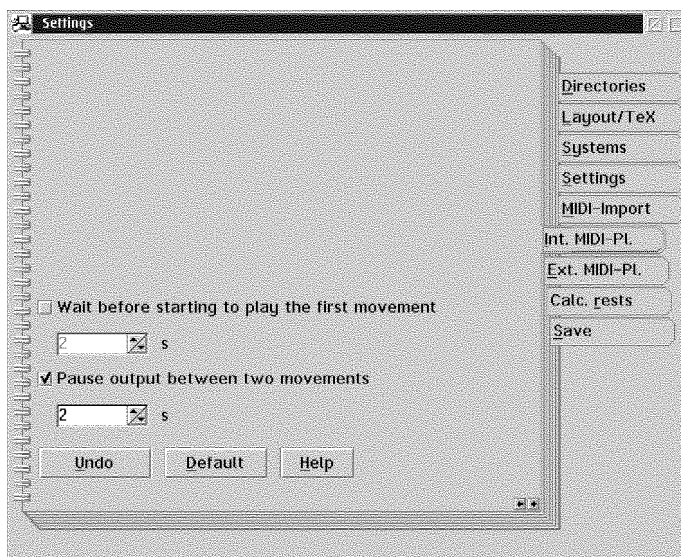 Settings
Directories
Layout/TeX
Systems
Settings
MIDI-Import
Int. MIDI-Pl.
Ext. MIDI-Pl.
Calc. rests
Save
Wait before starting to play the first movement
2 s
Pause output between two movements
2 s
Undo Default Help